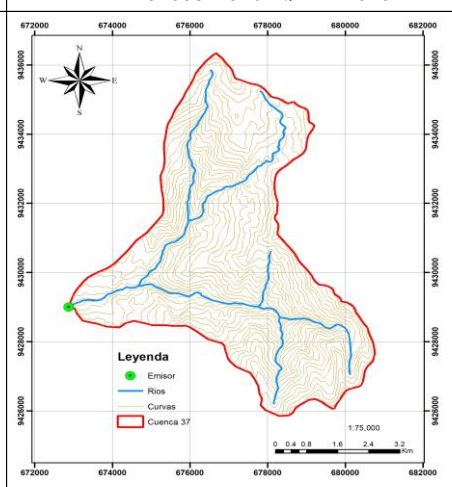 672000 674000 676000 678000 680000 682000
9436000 9436000
N
W E
S
9434000 9434000
9432000 9432000
9430000 9430000
9428000 9428000
Leyenda
Emisor
Rios
Curvas
Cuenca 37
9426000 9426000
1:75,000
0 0.4 0.8 1.6 2.4 3.2
Km
672000 674000 676000 678000 680000 682000